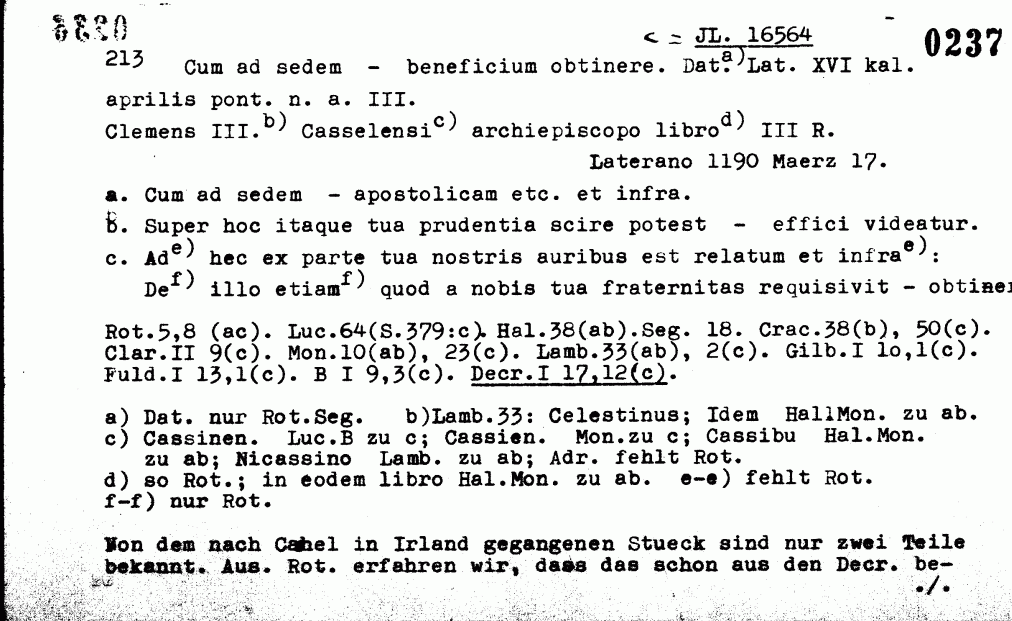 c = JL. 16564
0237
213 Cum ad sedem - beneficium obtinere. Dat.a) Lat. XVI kal.
aprilis pont. n. a. III.
Clemens III.b) Casselensic) archiepiscopo librod) III R.
Laterano 1190 Maerz 17.
a. Cum ad sedem - apostolicam etc. et infra.
b. Super hoc itaque tua prudentia scire potest - effici videatur.
c. Ade) hec ex parte tua nostris auribus est relatum et infrae):
Def) illo etiamf) quod a nobis tua fraternitas requisivit - obtiner
Rot.5,8 (ac). Luc.64(S.379:c). Hal.38(ab).Seg. 18. Crac.38(b), 50(c).
Clar.II 9(c). Mon.10(ab), 23(c). Lamb.33(ab), 2(c). Gilb.I lo,1(c).
Fuld.I 13,1(c). B I 9,3(c). Decr.I 17,12(c).
a) Dat. nur Rot.Seg. b)Lamb.33: Celestinus; Idem HalMon. zu ab.
c) Cassinen. Luc.B zu c; Cassien. Mon.zu c; Cassibu Hal.Mon.
zu ab; Nicassino Lamb. zu ab; Adr. fehlt Rot.
d) so Rot.; in eodem libro Hal.Mon. zu ab. e-e) fehlt Rot.
f-f) nur Rot.
Von dem nach Cahel in Irland gegangenen Stueck sind nur zwei Teile
bekannt. Aus. Rot. erfahren wir, dass das schon aus den Decr. be-
./.